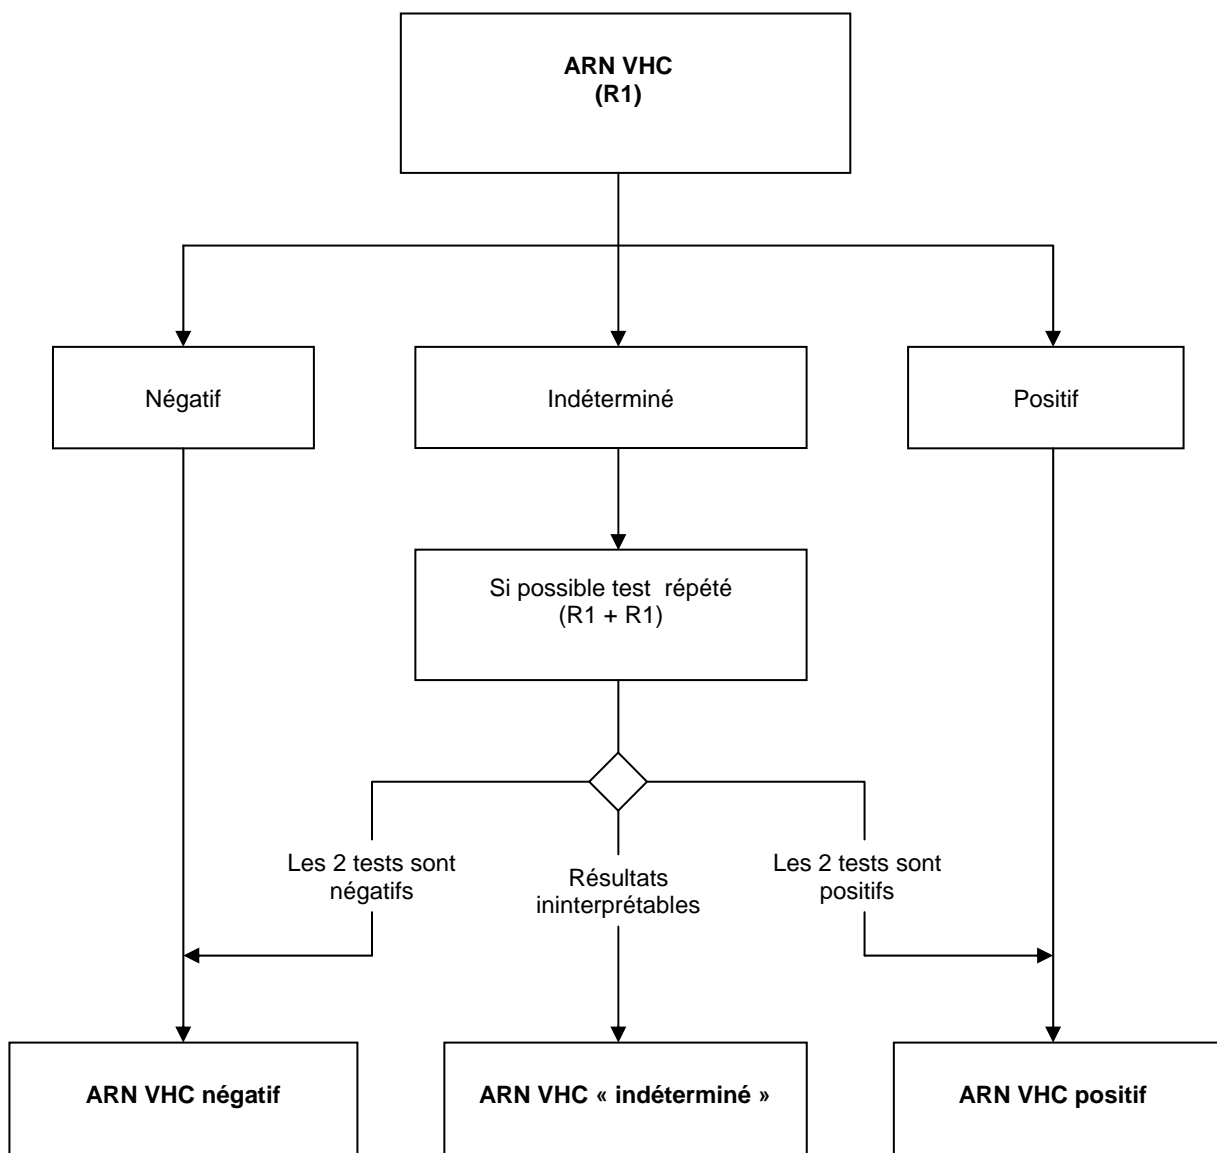 ARN VHC
(R1)
Négatif
Indéterminé
Positif
Si possible test répété
(R1 + R1)
Les 2 tests sont
négatifs
Résultats
ininterprétables
Les 2 tests sont
positifs
ARN VHC négatif
ARN VHC « indéterminé »
ARN VHC positif